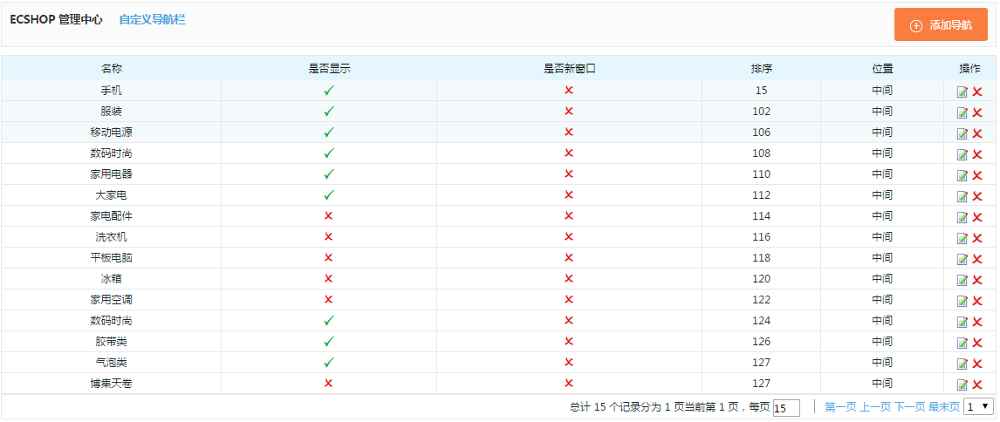 ECSHOP 管理中心 自定义导航栏 添加导航
名称 是否显示 是否新窗口 排序 位置 操作
手机 15 中间
服装 102 中间
移动电源 106 中间
数码时尚 108 中间
家用电器 110 中间
大家电 112 中间
家电配件 114 中间
洗衣机 116 中间
平板电脑 118 中间
冰箱 120 中间
家用空调 122 中间
数码时尚 124 中间
胶带类 126 中间
气泡类 127 中间
博集天卷 127 中间
总计 15 个记录分为 1 页当前第 1 页，每页 15 | 第一页 上一页 下一页 最末页 1